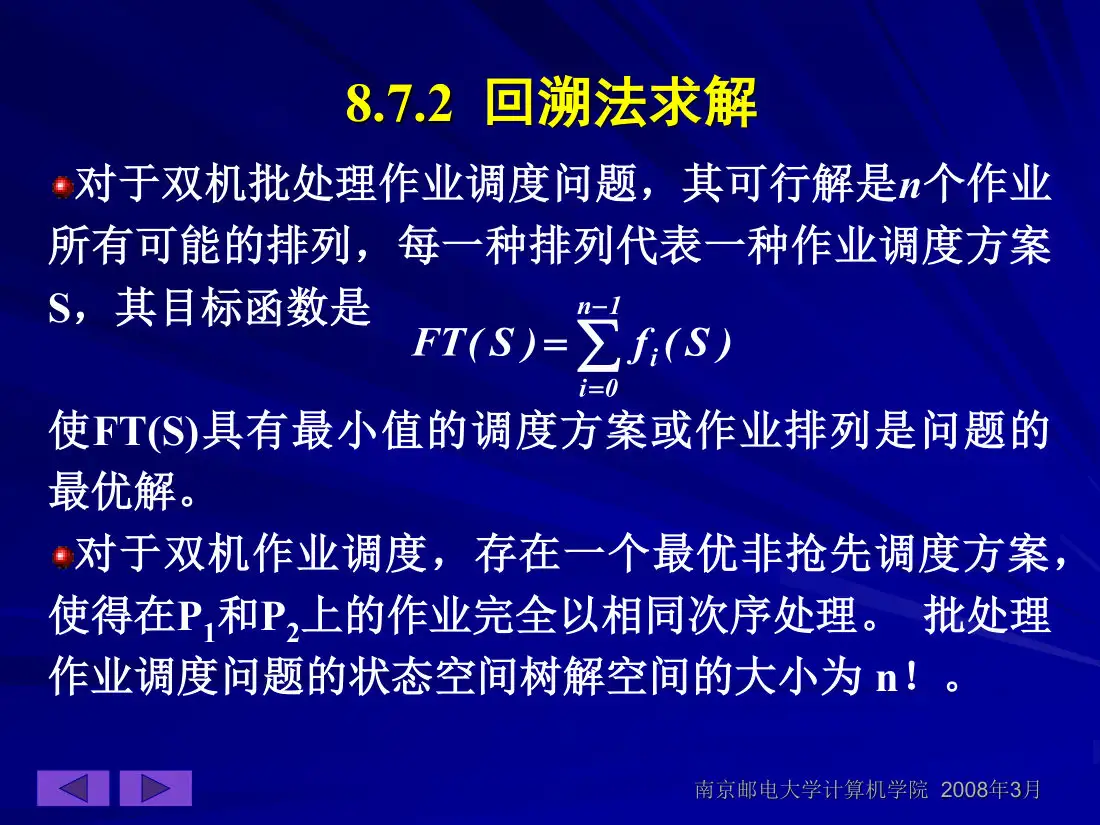 8.7.2 回溯法求解
对于双机批处理作业调度问题，其可行解是n个作业
所有可能的排列，每一种排列代表一种作业调度方案
S，其目标函数是
n−1
FT( S ) = ∑ fi ( S )
i=0
使FT(S)具有最小值的调度方案或作业排列是问题的
最优解。
对于双机作业调度，存在一个最优非抢先调度方案，
使得在P1和P2上的作业完全以相同次序处理。 批处理
作业调度问题的状态空间树解空间的大小为 n！。
南京邮电大学计算机学院 2008年3月